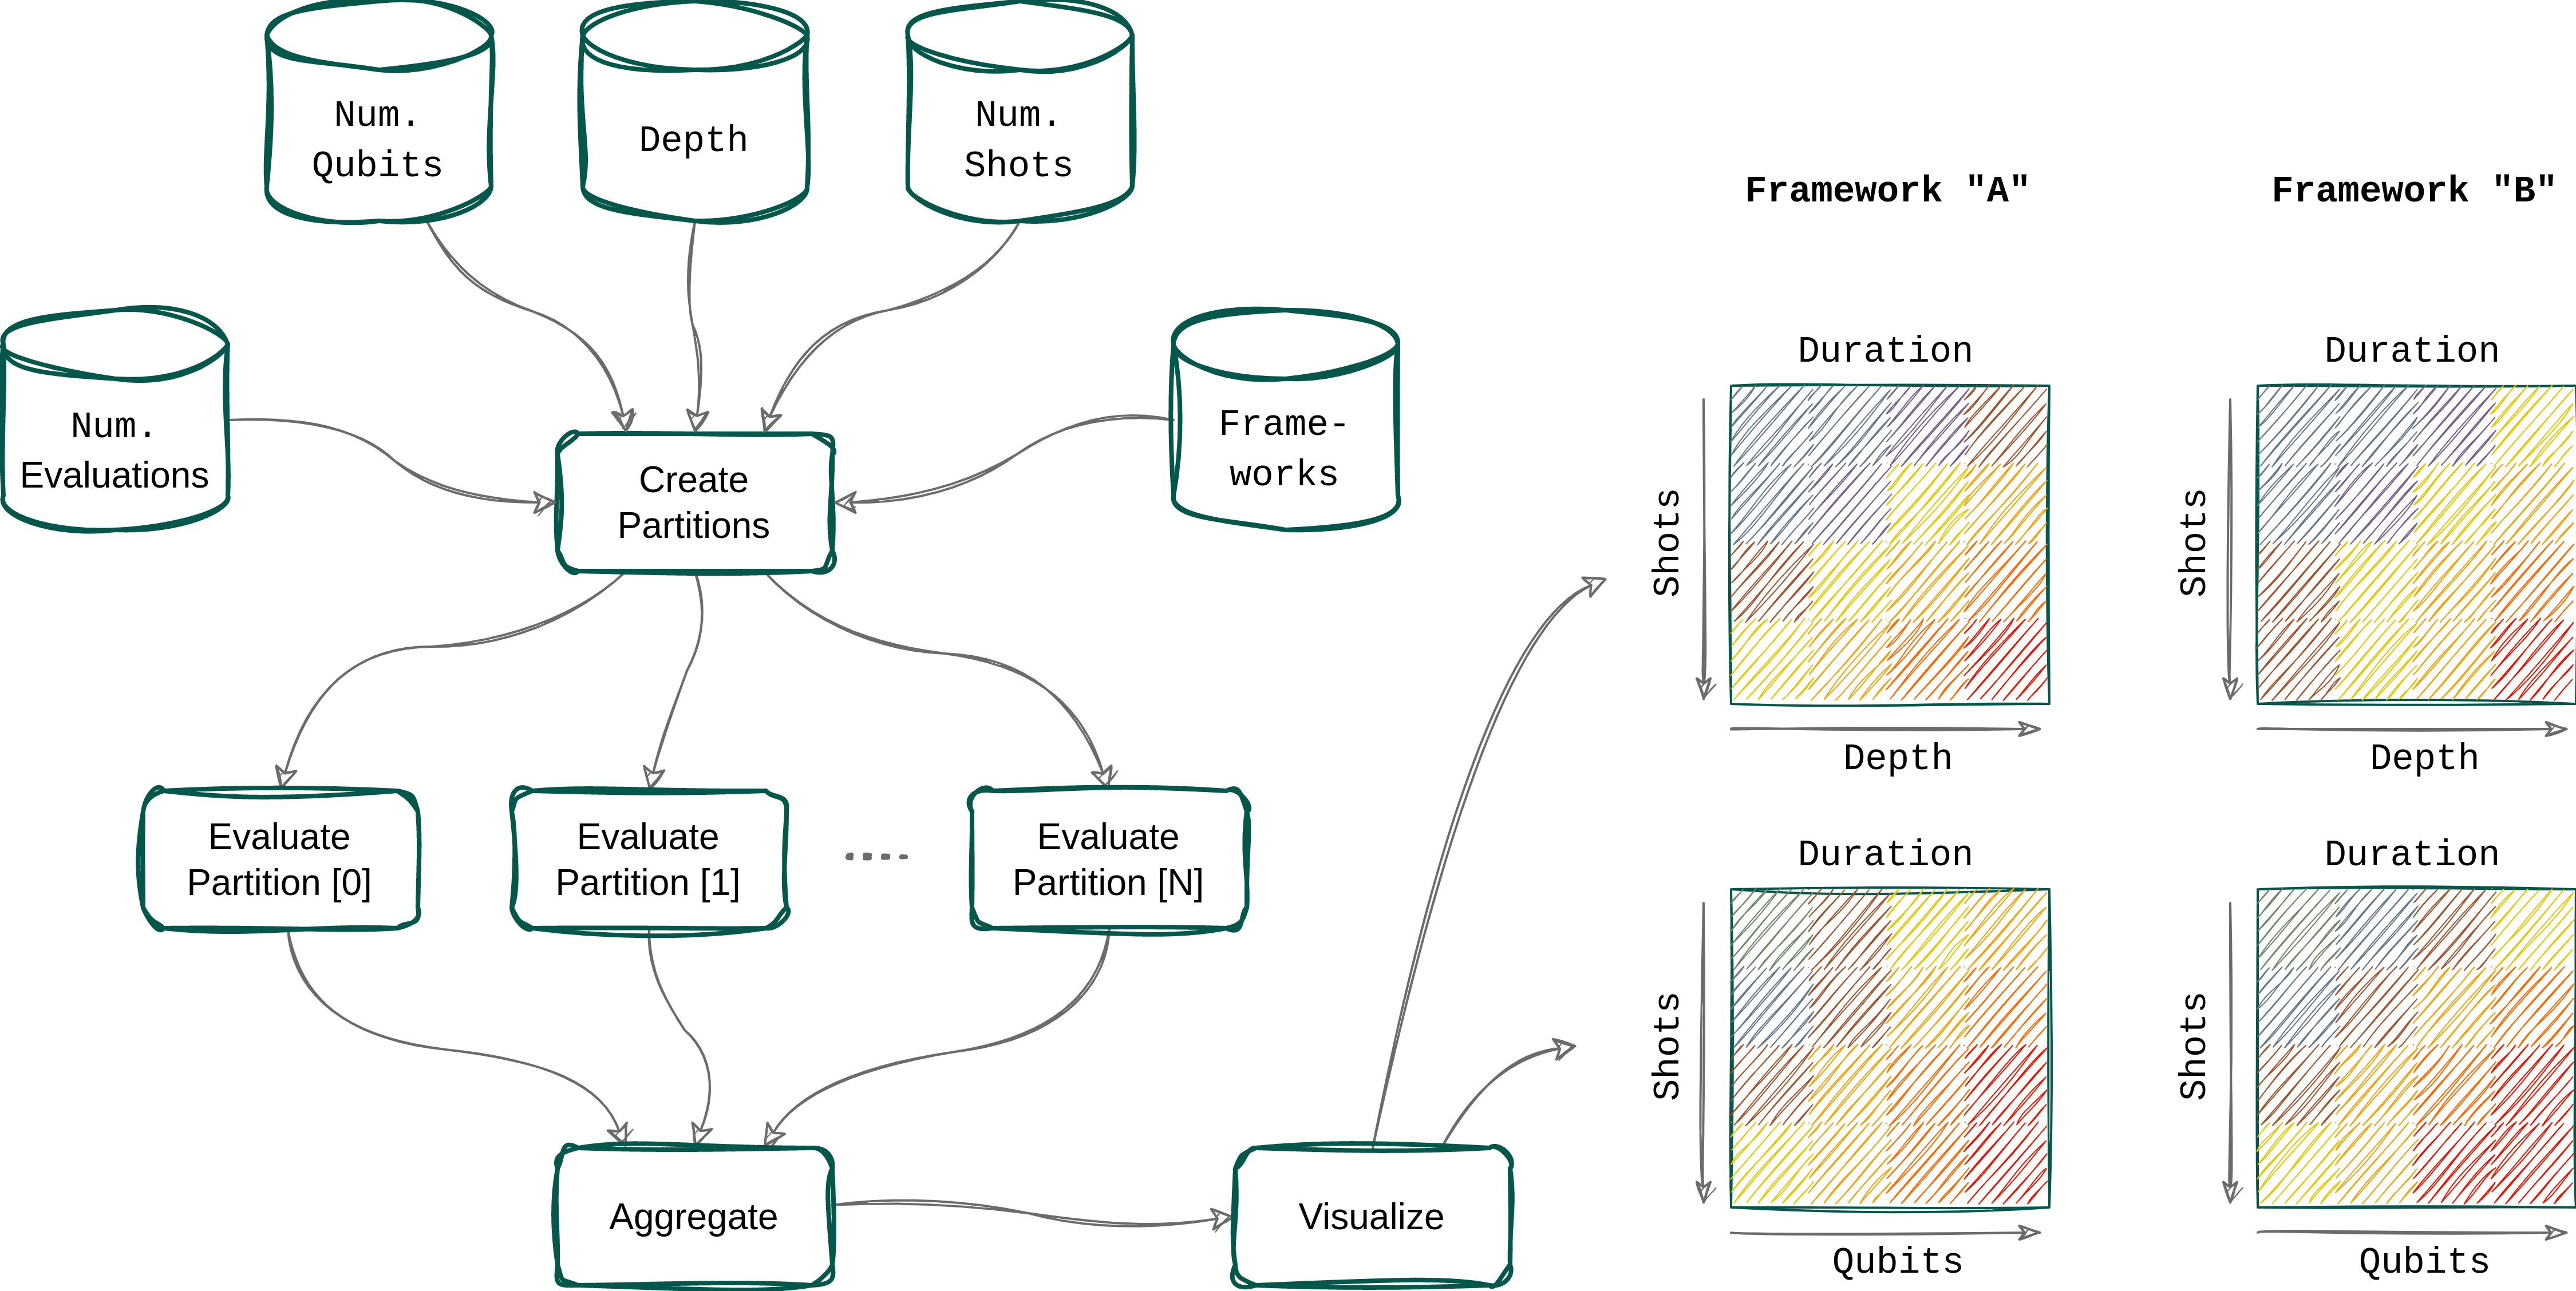 Num.
Qubits
Depth
Num.
Shots
Num.
Evaluations
Frame-
works
Create
Partitions
Evaluate
Partition [0]
Evaluate
Partition [1]
Evaluate
Partition [N]
Aggregate
Visualize
Framework "A"
Framework "B"
Duration
Shots
Depth
Duration
Shots
Depth
Duration
Shots
Qubits
Duration
Shots
Qubits